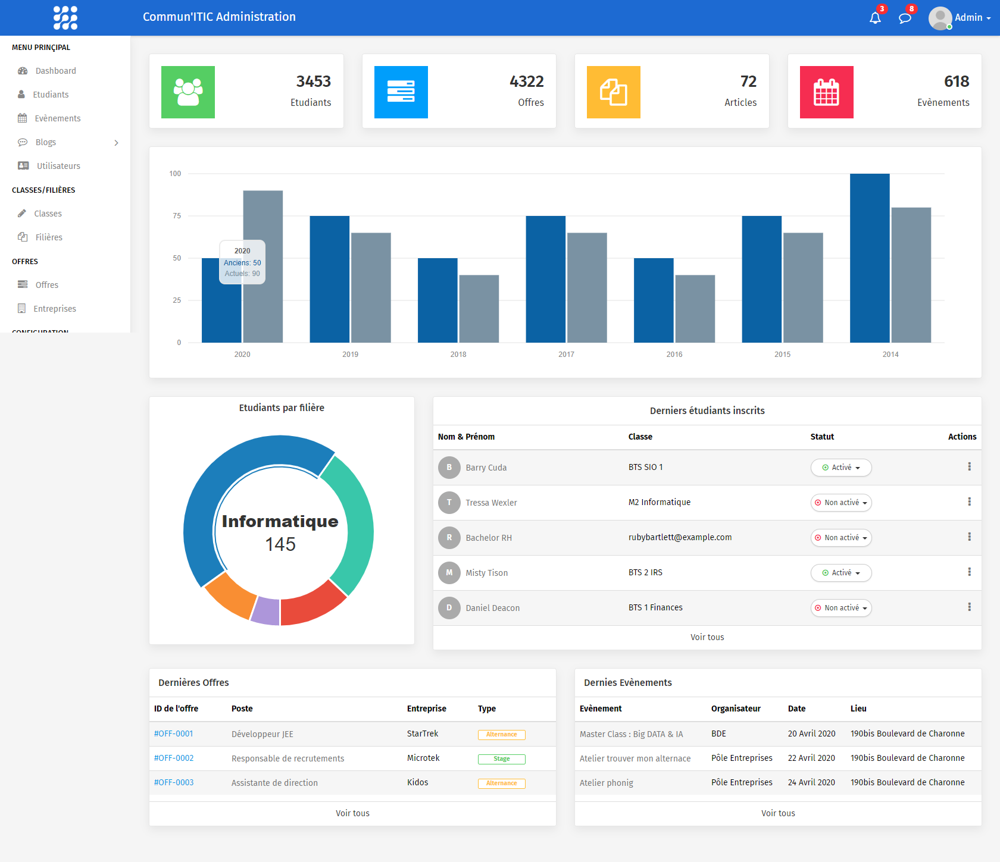 Commun'ITIC Administration
3
8
Admin
MENU PRINÇIPAL
Dashboard
Etudiants
Evènements
Blogs
Utilisateurs
CLASSES/FILIÈRES
Classes
Filières
OFFRES
Offres
Entreprises
CONFIGURATION
3453
Etudiants
4322
Offres
72
Articles
618
Evènements
100
75
50
25
0
2020
Anciens: 50
Actuels: 90
2020 2019 2018 2017 2016 2015 2014
Etudiants par filière
Informatique
145
Derniers étudiants inscrits
Nom & Prénom Classe Statut Actions
B Barry Cuda BTS SIO 1 Activé
T Tressa Wexler M2 Informatique Non activé
R Bachelor RH rubybartlett@example.com Non activé
M Misty Tison BTS 2 IRS Activé
D Daniel Deacon BTS 1 Finances Non activé
Voir tous
Dernières Offres
ID de l'offre Poste Entreprise Type
#OFF-0001 Développeur JEE StarTrek Alternance
#OFF-0002 Responsable de recrutements Microtek Stage
#OFF-0003 Assistante de direction Kidos Alternance
Voir tous
Dernies Evènements
Evènement Organisateur Date Lieu
Master Class : Big DATA & IA BDE 20 Avril 2020 190bis Boulevard de Charonne
Atelier trouver mon alternace Pôle Entreprises 22 Avril 2020 190bis Boulevard de Charonne
Atelier phonig Pôle Entreprises 24 Avril 2020 190bis Boulevard de Charonne
Voir tous